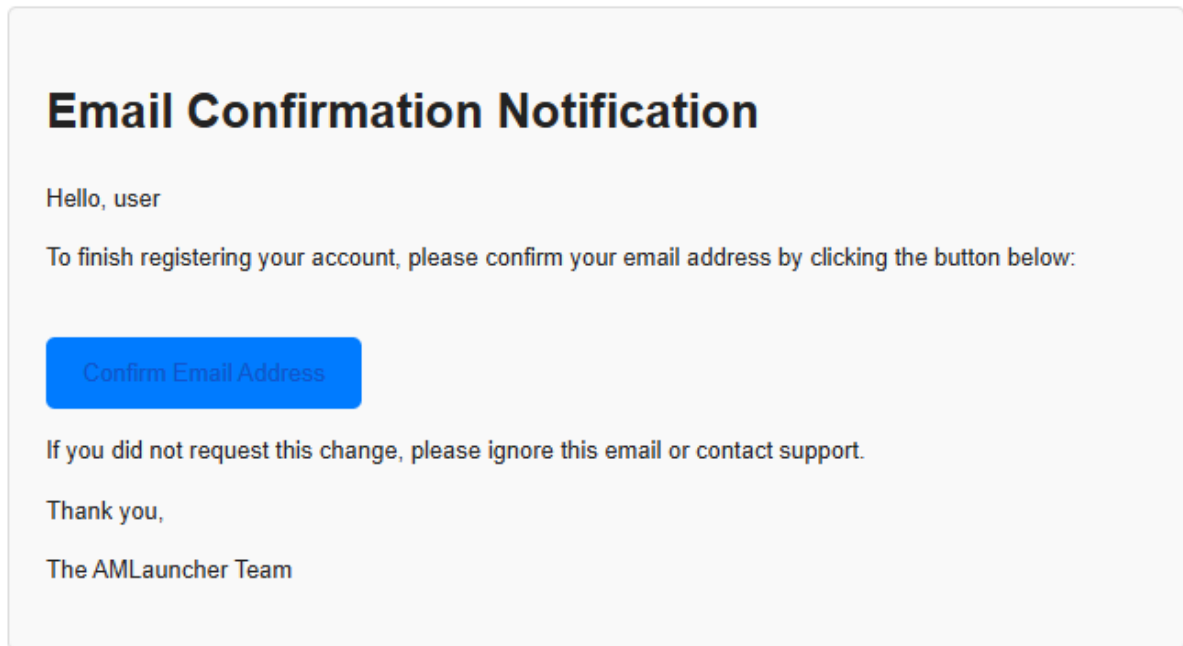 Email Confirmation Notification
Hello, user
To finish registering your account, please confirm your email address by clicking the button below:
Confirm Email Address
If you did not request this change, please ignore this email or contact support.
Thank you,
The AMLauncher Team